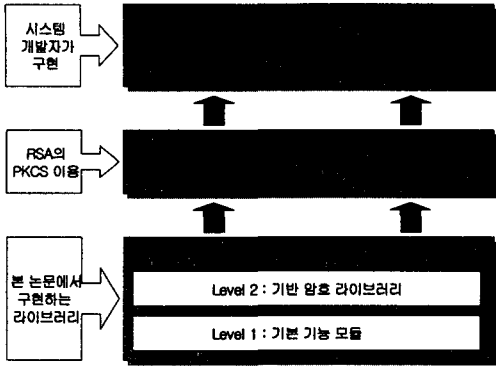 시스템
개발자가
구현
RSA의
PKCS 이용
본 논문에서
구현하는
라이브러리
Level 2 : 기반 암호 라이브러리
Level 1 : 기본 기능 모듈